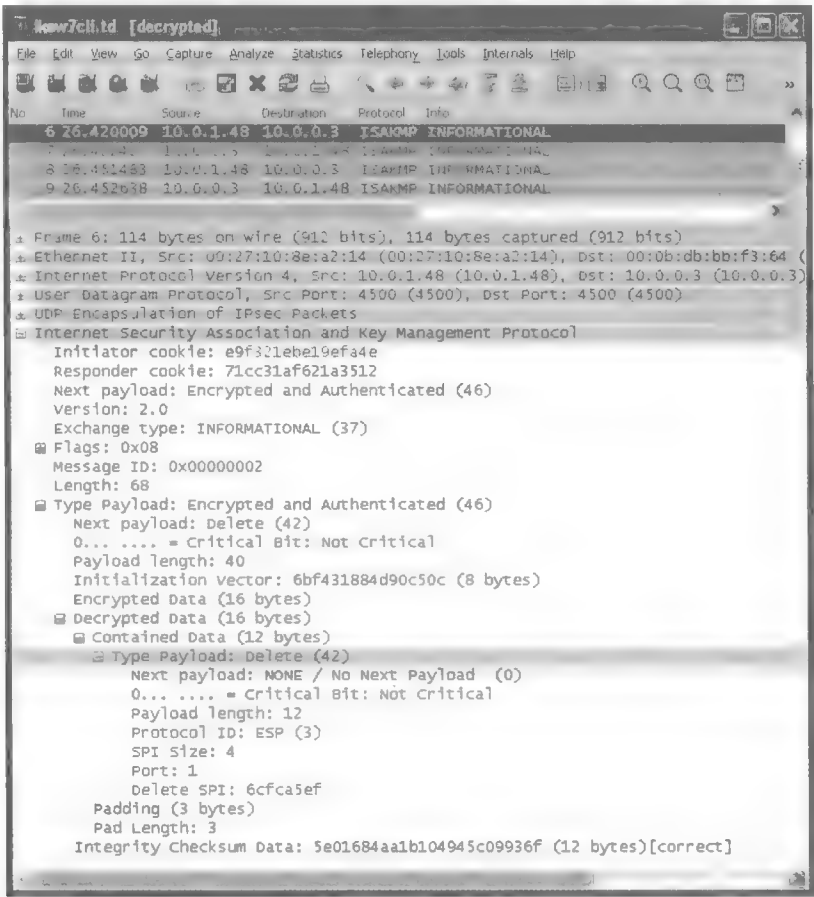 [decrypted]
File Edit View Go Capture Analyze Statistics Telephony Tools Internals Help
No Time Source Destination Protocol Info
6 26.420009 10.0.1.48 10.0.0.3 ISAKMP INFORMATIONAL
8 26.451483 10.0.1.48 10.0.0.3 ISAKMP INFORMATIONAL
9 26.452638 10.0.0.3 10.0.1.48 ISAKMP INFORMATIONAL
Frame 6: 114 bytes on wire (912 bits), 114 bytes captured (912 bits)
Ethernet II, Src: 00:27:10:8e:a2:14 (00:27:10:8e:a2:14), Dst: 00:0b:db:bb:f3:64 (
Internet Protocol Version 4, Src: 10.0.1.48 (10.0.1.48), Dst: 10.0.0.3 (10.0.0.3)
User Datagram Protocol, Src Port: 4500 (4500), Dst Port: 4500 (4500)
UDP Encapsulation of IPsec Packets
Internet Security Association and Key Management Protocol
Initiator cookie: e9f321ebe19efa4e
Responder cookie: 71cc31af621a3512
Next payload: Encrypted and Authenticated (46)
Version: 2.0
Exchange type: INFORMATIONAL (37)
Flags: 0x08
Message ID: 0x00000002
Length: 68
Type Payload: Encrypted and Authenticated (46)
Next payload: Delete (42)
0... .... = Critical Bit: Not Critical
Payload length: 40
Initialization Vector: 6bf431884d90c50c (8 bytes)
Encrypted Data (16 bytes)
Decrypted Data (16 bytes)
Contained Data (12 bytes)
Type Payload: Delete (42)
Next payload: NONE / No Next Payload (0)
0... .... = Critical Bit: Not Critical
Payload length: 12
Protocol ID: ESP (3)
SPI Size: 4
Port: 1
Delete SPI: 6cfca5ef
Padding (3 bytes)
Pad Length: 3
Integrity Checksum Data: 5e01684aa1b104945c09936f (12 bytes)[correct]